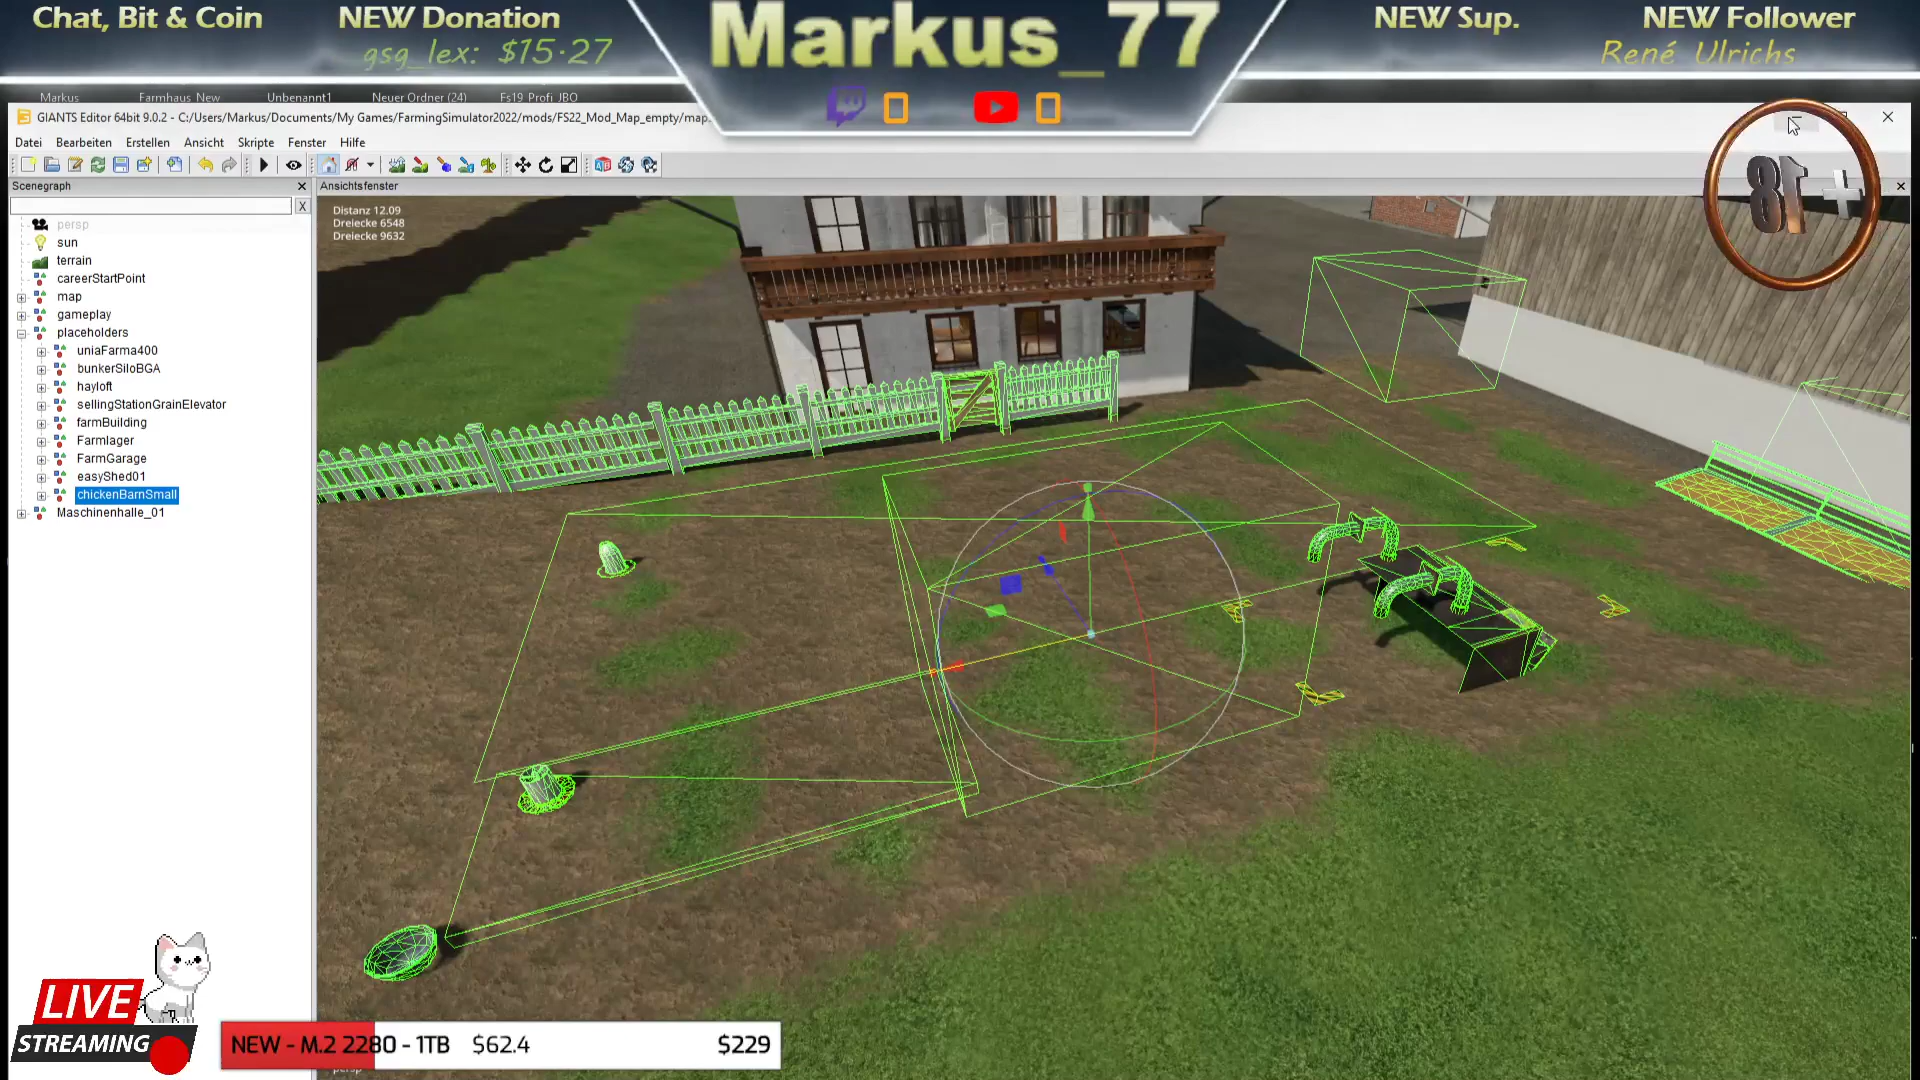 Chat, Bit & Coin
NEW Donation
gsg_lex: $15.27
Markus_77
NEW Sup.
NEW Follower
René Ulrichs
Markus
Farmhaus_New
Unbenannt1
Neuer Ordner (24)
Fs19_Profi_JBO
GIANTS Editor 64bit 9.0.2 - C:/Users/Markus/Documents/My Games/FarmingSimulator2022/mods/FS22_Mod_Map_empty/map
Datei Bearbeiten Erstellen Ansicht Skripte Fenster Hilfe
Scenegraph
X
Ansichtsfenster
Distanz 12.09
Dreiecke 6548
Dreiecke 9632
persp
sun
terrain
careerStartPoint
map
gameplay
placeholders
uniaFarma400
bunkerSiloBGA
hayloft
sellingStationGrainElevator
farmBuilding
Farmlager
FarmGarage
easyShed01
chickenBarnSmall
Maschinenhalle_01
18+
LIVE
STREAMING
NEW - M.2 2280 - 1TB $62.4 $229
persp